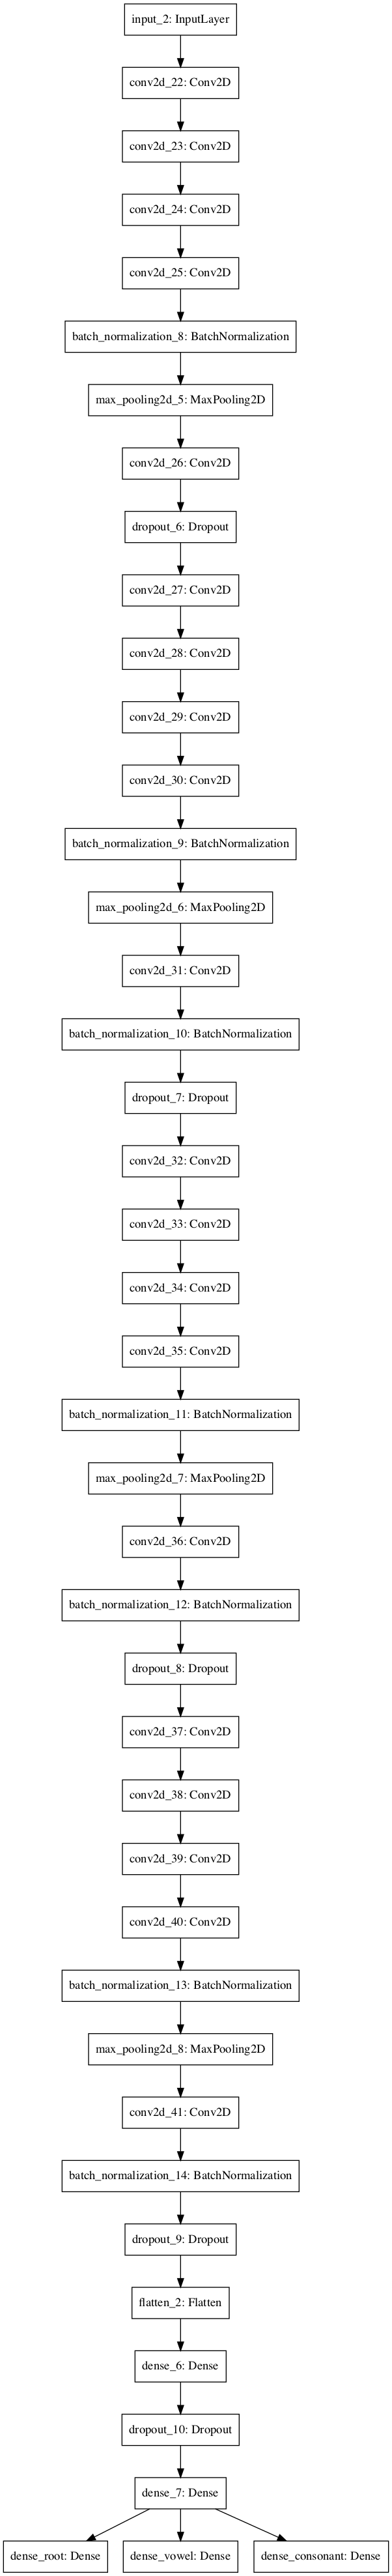 input_2: InputLayer
conv2d_22: Conv2D
conv2d_23: Conv2D
conv2d_24: Conv2D
conv2d_25: Conv2D
batch_normalization_8: BatchNormalization
max_pooling2d_5: MaxPooling2D
conv2d_26: Conv2D
dropout_6: Dropout
conv2d_27: Conv2D
conv2d_28: Conv2D
conv2d_29: Conv2D
conv2d_30: Conv2D
batch_normalization_9: BatchNormalization
max_pooling2d_6: MaxPooling2D
conv2d_31: Conv2D
batch_normalization_10: BatchNormalization
dropout_7: Dropout
conv2d_32: Conv2D
conv2d_33: Conv2D
conv2d_34: Conv2D
conv2d_35: Conv2D
batch_normalization_11: BatchNormalization
max_pooling2d_7: MaxPooling2D
conv2d_36: Conv2D
batch_normalization_12: BatchNormalization
dropout_8: Dropout
conv2d_37: Conv2D
conv2d_38: Conv2D
conv2d_39: Conv2D
conv2d_40: Conv2D
batch_normalization_13: BatchNormalization
max_pooling2d_8: MaxPooling2D
conv2d_41: Conv2D
batch_normalization_14: BatchNormalization
dropout_9: Dropout
flatten_2: Flatten
dense_6: Dense
dropout_10: Dropout
dense_7: Dense
dense_root: Dense dense_vowel: Dense dense_consonant: Dense